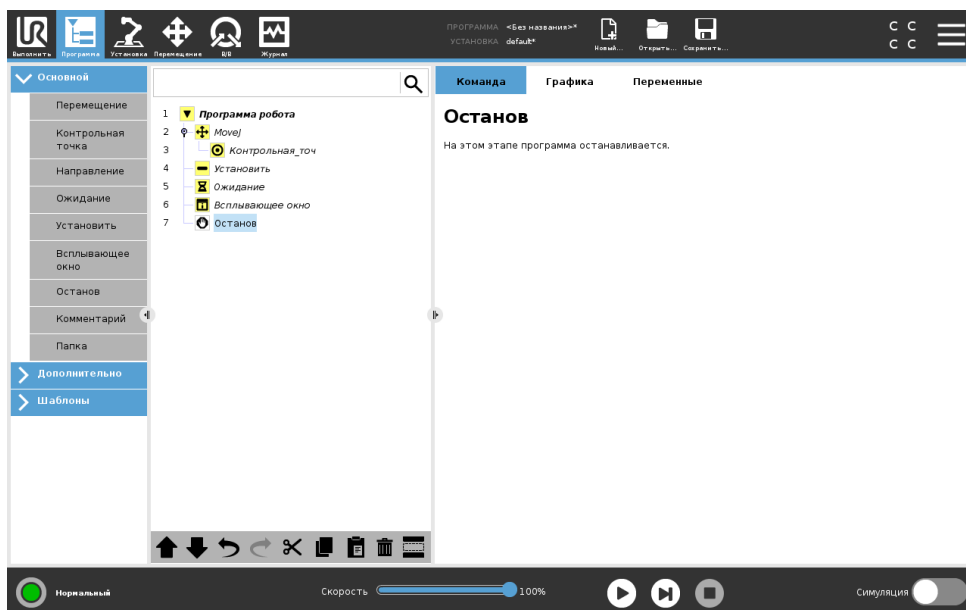 ПРОГРАММА <Без названия>*
УСТАНОВКА default*
C C
C C
Выполнить Программа Установка Перемещение В/В Журнал
Новый... Открыть... Сохранить...
Основной
Перемещение
Контрольная
точка
Направление
Ожидание
Установить
Всплывающее
окно
Останов
Комментарий
Папка
Дополнительно
Шаблоны
1 Программа робота
2 MoveJ
3 Контрольная_точ
4 Установить
5 Ожидание
6 Всплывающее окно
7 Останов
Команда Графика Переменные
Останов
На этом этапе программа останавливается.
Нормальный
Скорость 100%
Симуляция